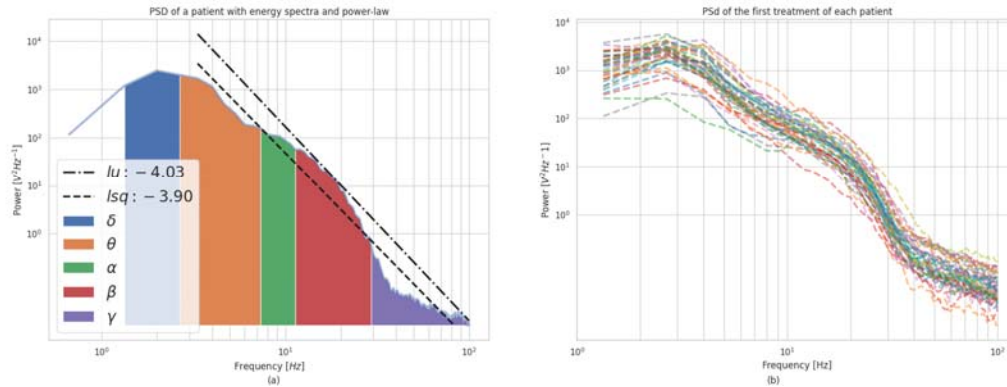 PSD of a patient with energy spectra and power-law
10⁴
10³
10²
10¹
10⁰
Power [V²Hz⁻¹]
lu : − 4.03
lsq : − 3.90
δ
θ
α
β
γ
10⁰
10¹
10²
Frequency [Hz]
(a)
PSd of the first treatment of each patient
10⁴
10³
10²
10¹
10⁰
Power [V²Hz−1]
10⁰
10¹
10²
Frequency [Hz]
(b)